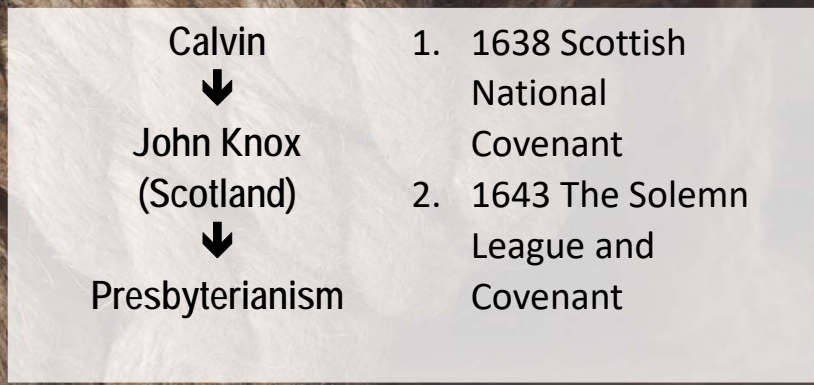 Calvin
🡻
John Knox
(Scotland)
🡻
Presbyterianism
1. 1638 Scottish
National
Covenant
2. 1643 The Solemn
League and
Covenant